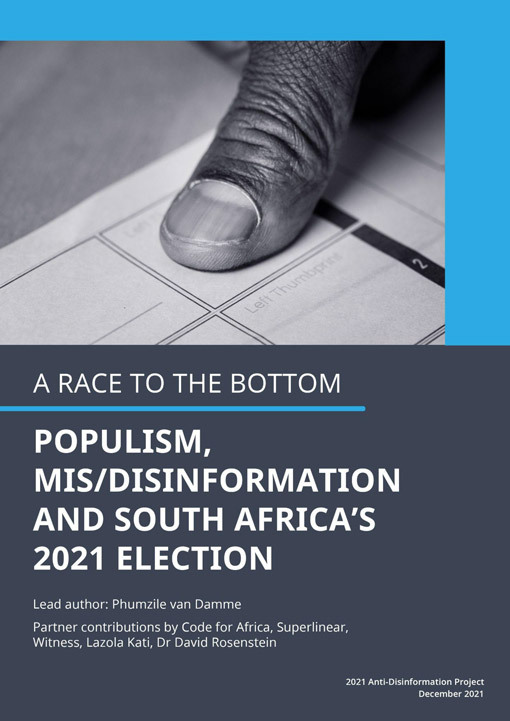 Left Thumbprint
2
A RACE TO THE BOTTOM
POPULISM,
MIS/DISINFORMATION
AND SOUTH AFRICA'S
2021 ELECTION
Lead author: Phumzile van Damme
Partner contributions by Code for Africa, Superlinear,
Witness, Lazola Kati, Dr David Rosenstein
2021 Anti-Disinformation Project
December 2021